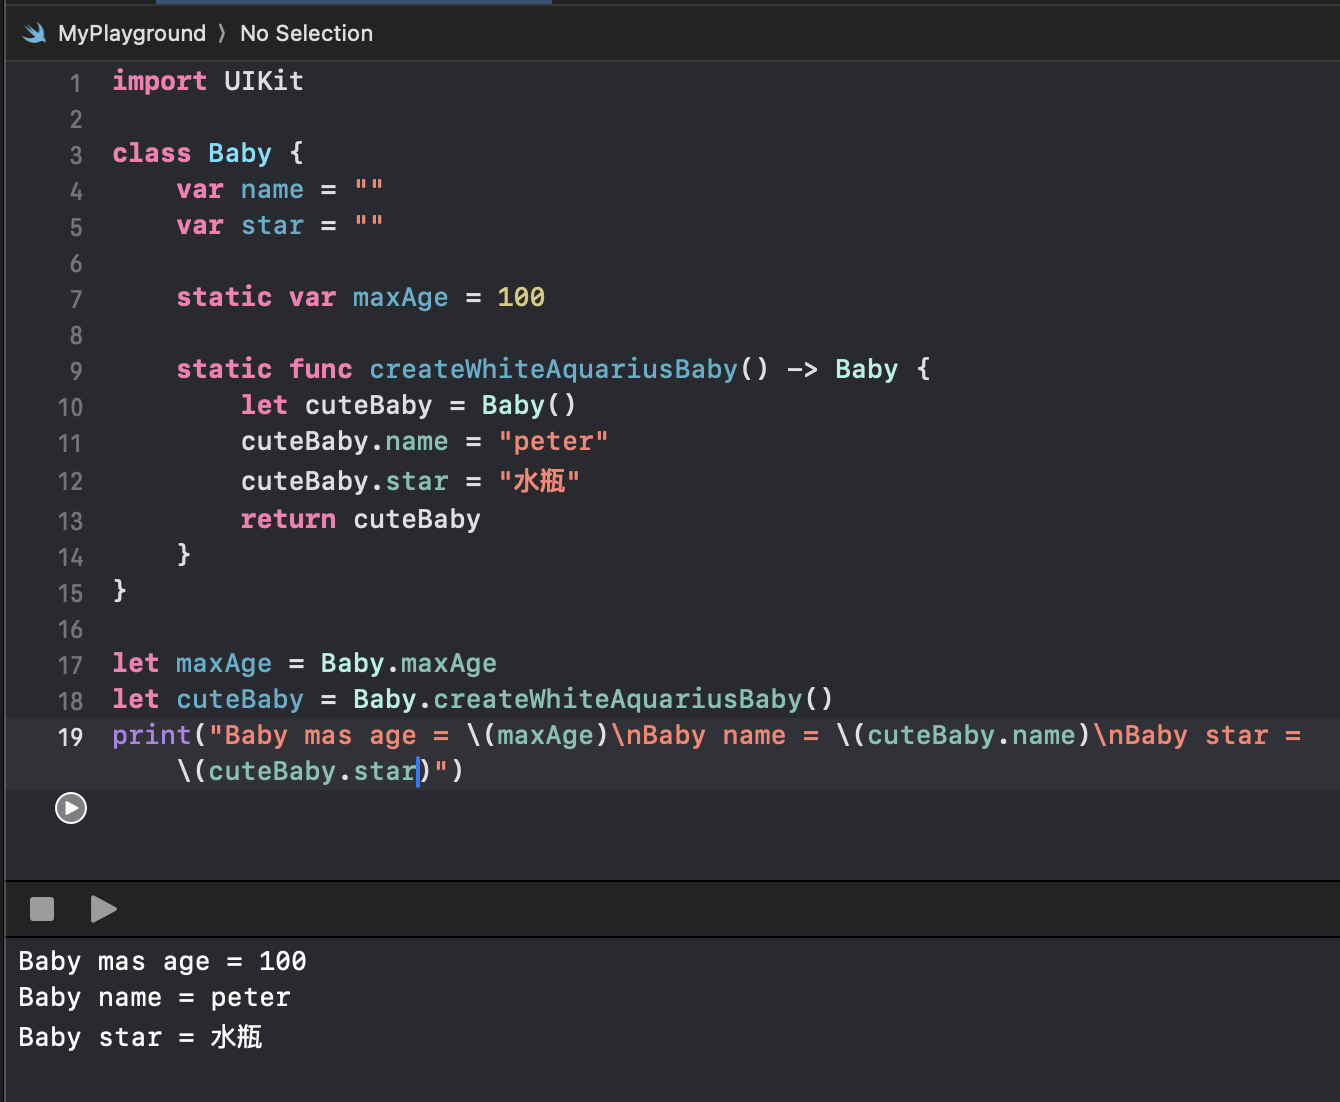 MyPlayground 〉 No Selection
1 import UIKit
2
3 class Baby {
4 var name = ""
5 var star = ""
6
7 static var maxAge = 100
8
9 static func createWhiteAquariusBaby() -> Baby {
10 let cuteBaby = Baby()
11 cuteBaby.name = "peter"
12 cuteBaby.star = "水瓶"
13 return cuteBaby
14 }
15 }
16
17 let maxAge = Baby.maxAge
18 let cuteBaby = Baby.createWhiteAquariusBaby()
19 print("Baby mas age = \(maxAge)\nBaby name = \(cuteBaby.name)\nBaby star =
\(cuteBaby.star)")
Baby mas age = 100
Baby name = peter
Baby star = 水瓶